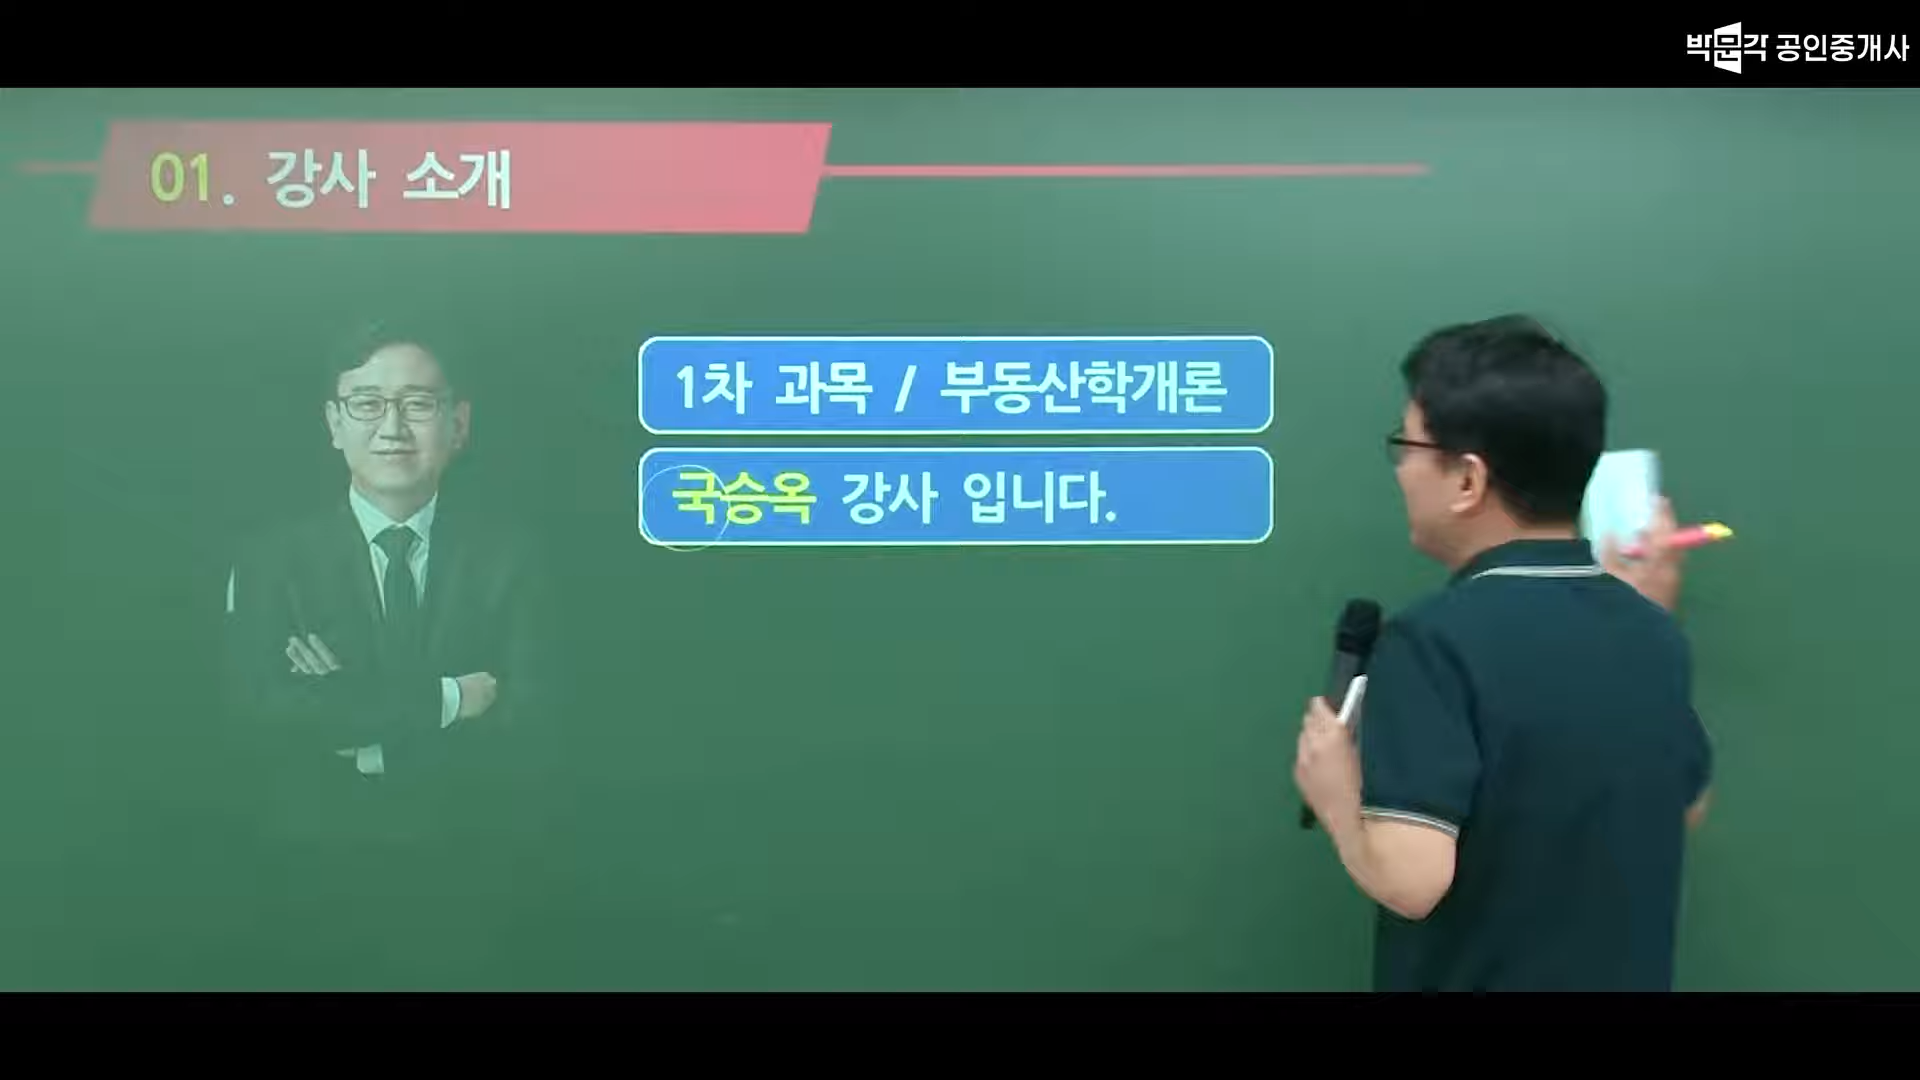 박문각 공인중개사
01. 강사 소개
1차 과목 / 부동산학개론
국승옥 강사 입니다.